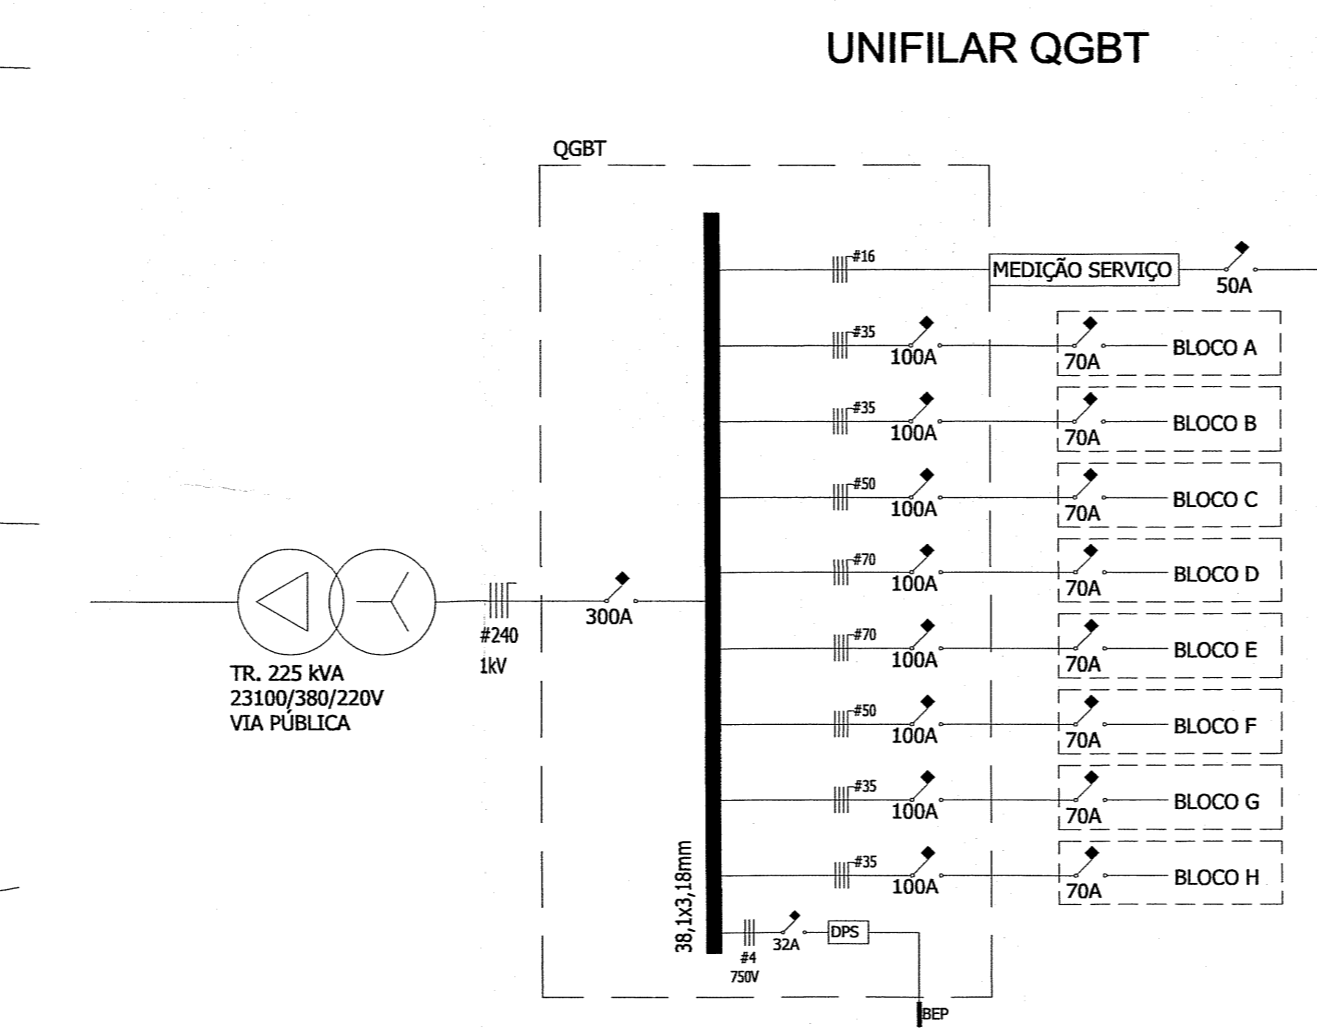 UNIFILAR QGBT
QGBT
#16
MEDIÇÃO SERVIÇO
50A
#35
100A
70A
BLOCO A
#35
100A
70A
BLOCO B
#50
100A
70A
BLOCO C
#70
100A
70A
BLOCO D
#70
100A
70A
BLOCO E
#50
100A
70A
BLOCO F
#35
100A
70A
BLOCO G
#35
100A
70A
BLOCO H
300A
#240
1kV
TR. 225 kVA
23100/380/220V
VIA PÚBLICA
38,1x3,18mm
#4
750V
32A
DPS
BEP